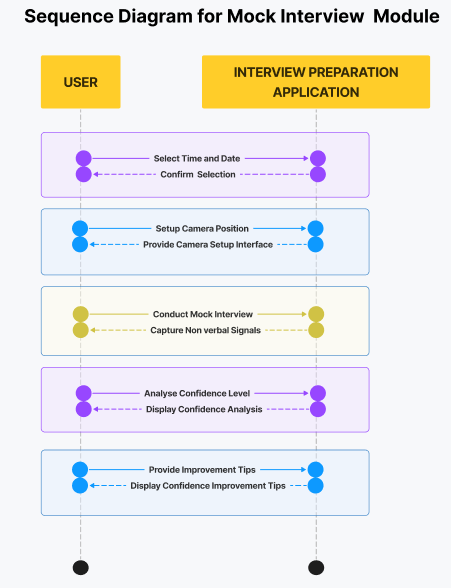 Sequence Diagram for Mock Interview Module
USER
INTERVIEW PREPARATION
APPLICATION
Select Time and Date
Confirm Selection
Setup Camera Position
Provide Camera Setup Interface
Conduct Mock Interview
Capture Non verbal Signals
Analyse Confidence Level
Display Confidence Analysis
Provide Improvement Tips
Display Confidence Improvement Tips